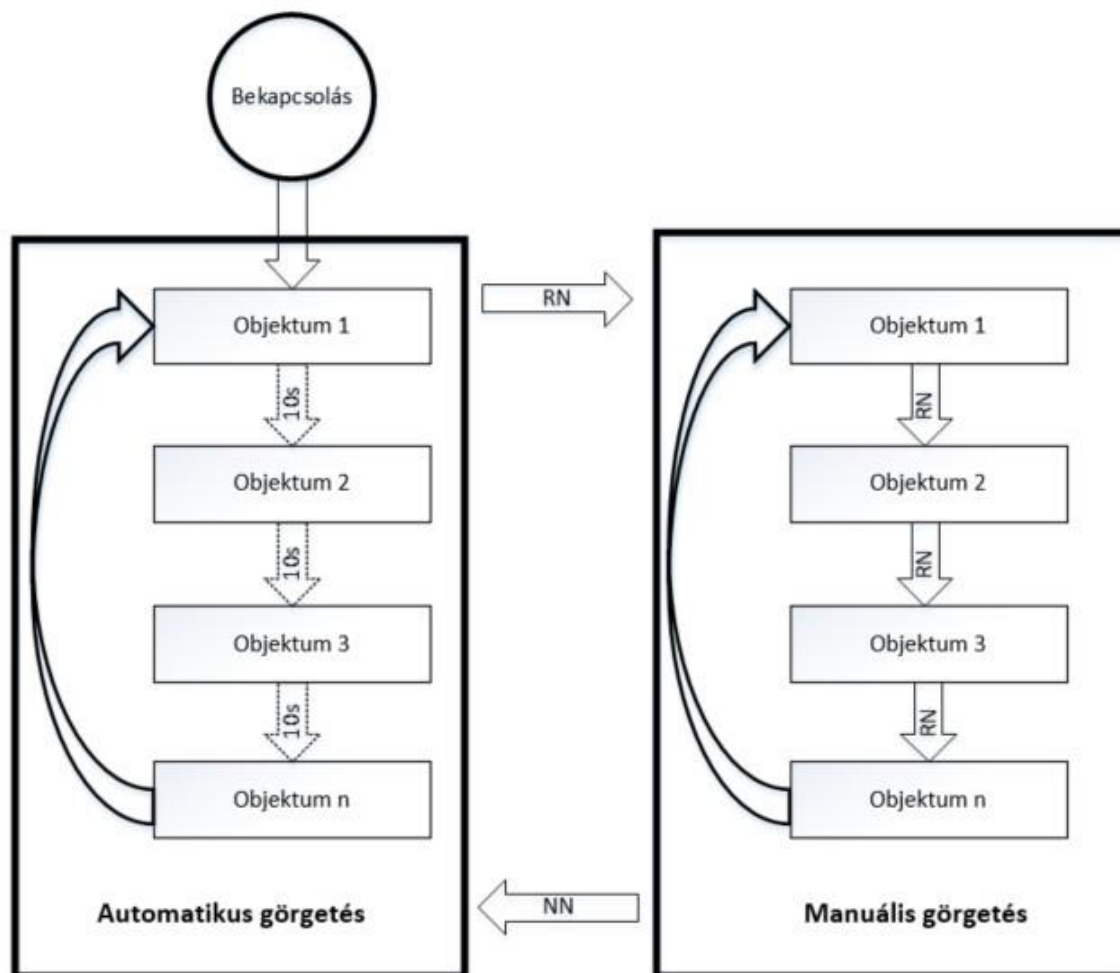 Bekapcsolás
Objektum 1
10s
Objektum 2
10s
Objektum 3
10s
Objektum n
Automatikus görgetés
RN
NN
Objektum 1
RN
Objektum 2
RN
Objektum 3
RN
Objektum n
Manuális görgetés